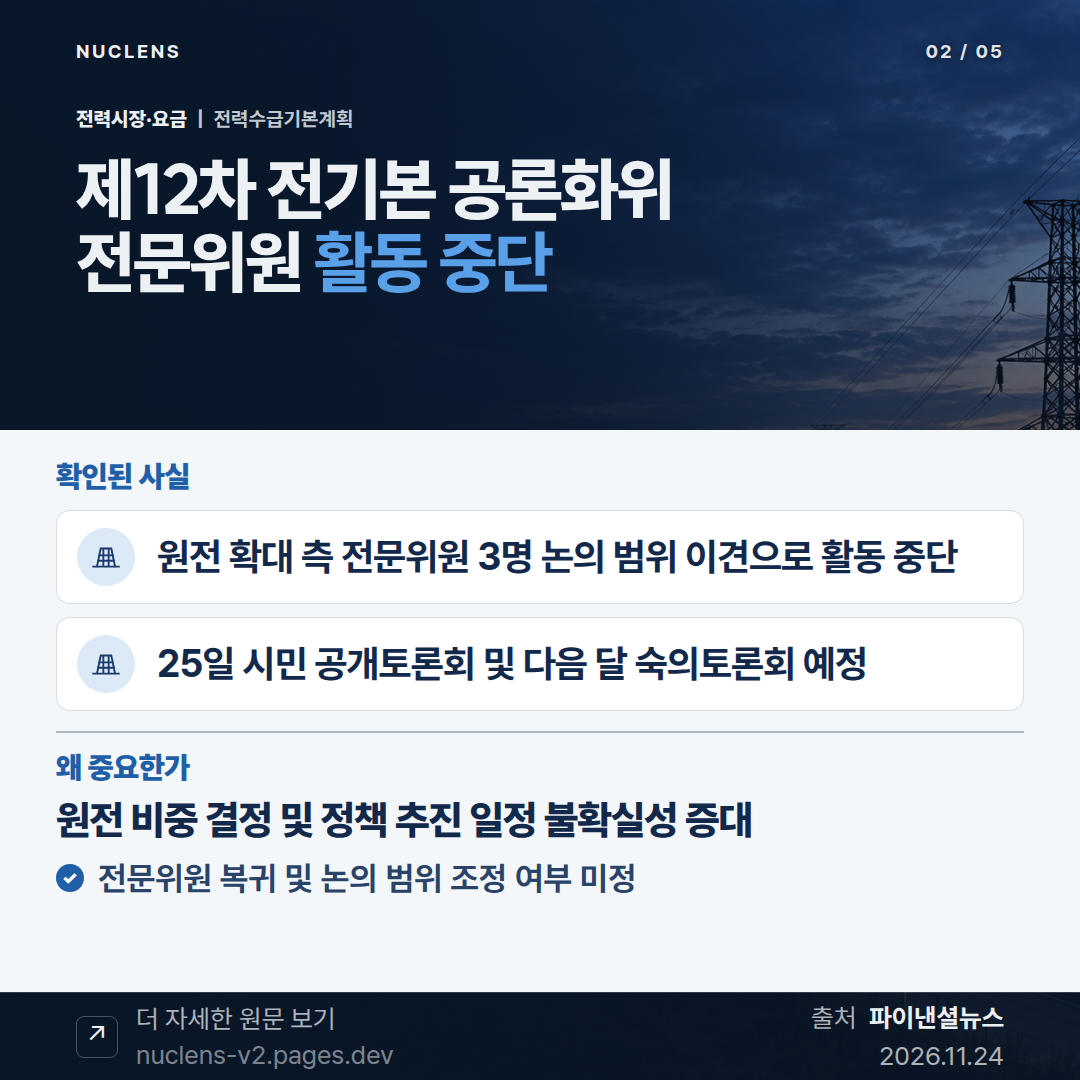 NUCLENS
02 / 05
전력시장·요금 | 전력수급기본계획
제12차 전기본 공론화위
전문위원 활동 중단
확인된 사실
원전 확대 측 전문위원 3명 논의 범위 이견으로 활동 중단
25일 시민 공개토론회 및 다음 달 숙의토론회 예정
왜 중요한가
원전 비중 결정 및 정책 추진 일정 불확실성 증대
전문위원 복귀 및 논의 범위 조정 여부 미정
더 자세한 원문 보기
nuclens-v2.pages.dev
출처 파이낸셜뉴스
2026.11.24